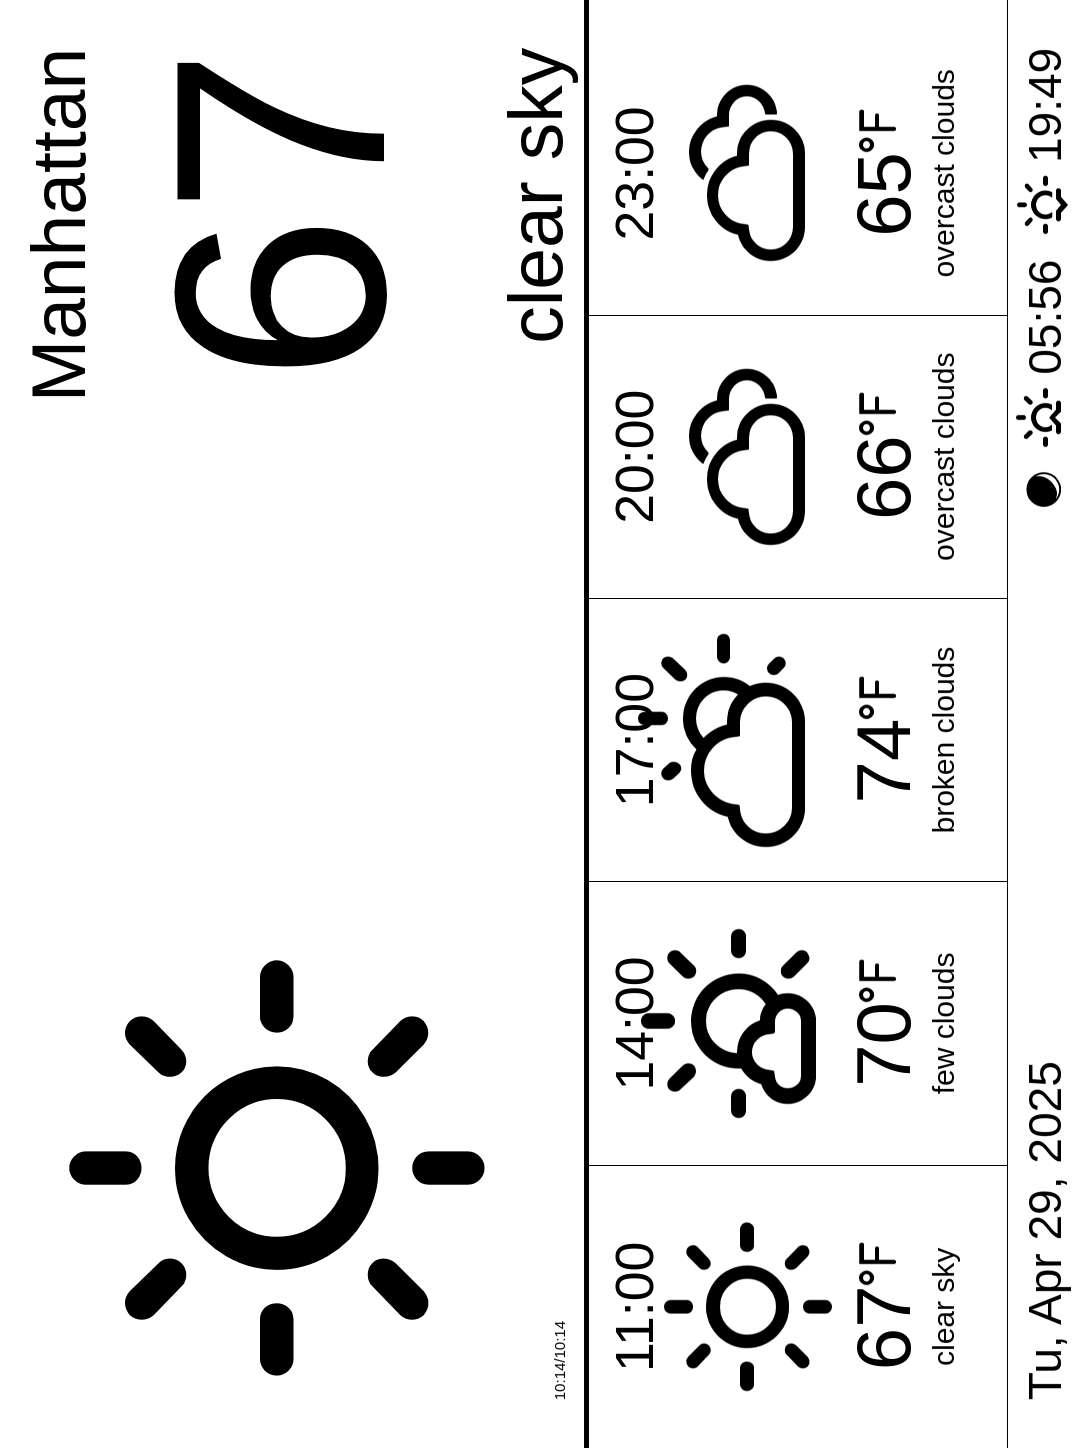 Manhattan
67
clear sky
10:14/10:14
11:00
67°F
clear sky
14:00
70°F
few clouds
17:00
74°F
broken clouds
20:00
66°F
overcast clouds
23:00
65°F
overcast clouds
Tu, Apr 29, 2025
05:56
19:49